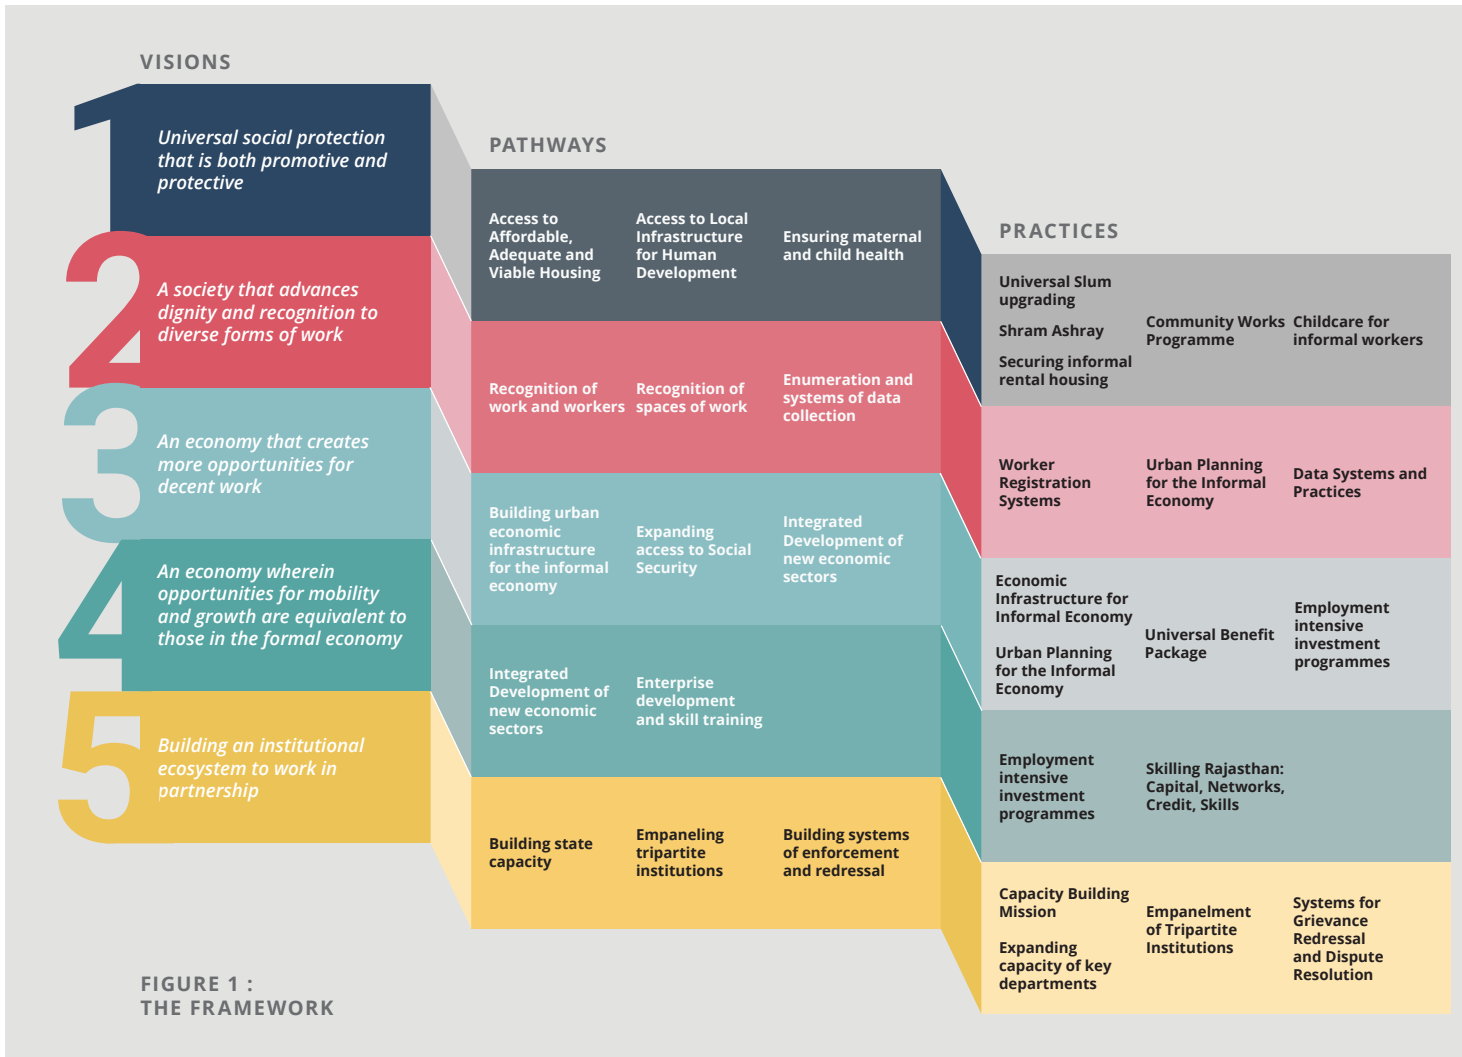 VISIONS
1
Universal social protection
that is both promotive and
protective
2
A society that advances
dignity and recognition to
diverse forms of work
3
An economy that creates
more opportunities for
decent work
4
An economy wherein
opportunities for mobility
and growth are equivalent to
those in the formal economy
5
Building an institutional
ecosystem to work in
partnership
PATHWAYS
Access to
Affordable,
Adequate and
Viable Housing
Access to Local
Infrastructure
for Human
Development
Ensuring maternal
and child health
Recognition of
work and workers
Recognition of
spaces of work
Enumeration and
systems of data
collection
Building urban
economic
infrastructure
for the informal
economy
Expanding
access to Social
Security
Integrated
Development of
new economic
sectors
Integrated
Development of
new economic
sectors
Enterprise
development
and skill training
Building state
capacity
Empaneling
tripartite
institutions
Building systems
of enforcement
and redressal
PRACTICES
Universal Slum
upgrading
Shram Ashray
Securing informal
rental housing
Community Works
Programme
Childcare for
informal workers
Worker
Registration
Systems
Urban Planning
for the Informal
Economy
Data Systems and
Practices
Economic
Infrastructure for
Informal Economy
Urban Planning
for the Informal
Economy
Universal Benefit
Package
Employment
intensive
investment
programmes
Employment
intensive
investment
programmes
Skilling Rajasthan:
Capital, Networks,
Credit, Skills
Capacity Building
Mission
Expanding
capacity of key
departments
Empanelment
of Tripartite
Institutions
Systems for
Grievance
Redressal
and Dispute
Resolution
FIGURE 1 :
THE FRAMEWORK